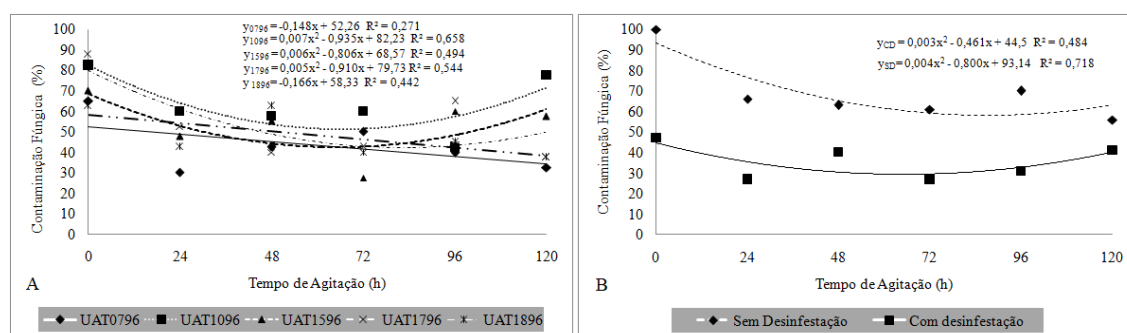 y0796=-0,148x + 52,26 R² = 0,271
y1096=0,007x² -0,935x + 82,23 R² = 0,658
y1596=0,006x² -0,806x + 68,57 R² = 0,494
y1796=0,005x² -0,910x + 79,73 R² = 0,544
y1896=-0,166x + 58,33 R² = 0,442
Contaminação Fúngica (%)
100
90
80
70
60
50
40
30
20
10
0
0 24 48 72 96 120
Tempo de Agitação (h)
A
UAT0796 UAT1096 UAT1596 UAT1796 UAT1896
yCD= 0,003x² -0,461x + 44,5 R² = 0,484
ySD= 0,004x² -0,800x + 93,14 R² = 0,718
Contaminação Fúngica (%)
100
90
80
70
60
50
40
30
20
10
0
0 24 48 72 96 120
Tempo de Agitação (h)
B
Sem Desinfestação Com desinfestação